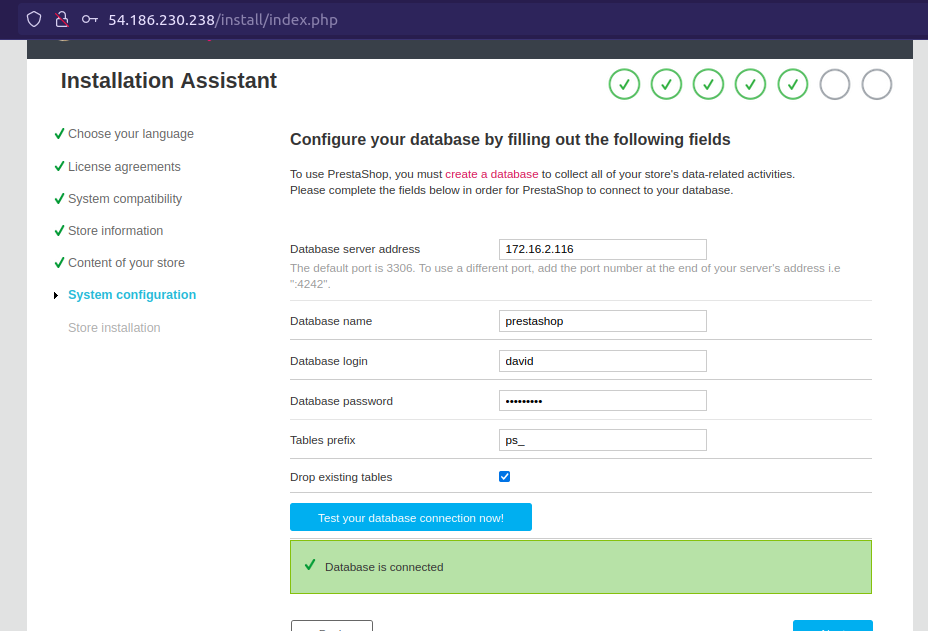 54.186.230.238/install/index.php
Installation Assistant
Choose your language
License agreements
System compatibility
Store information
Content of your store
System configuration
Store installation
Configure your database by filling out the following fields
To use PrestaShop, you must create a database to collect all of your store's data-related activities.
Please complete the fields below in order for PrestaShop to connect to your database.
Database server address 172.16.2.116
The default port is 3306. To use a different port, add the port number at the end of your server's address i.e
":4242".
Database name prestashop
Database login david
Database password •••••••••
Tables prefix ps_
Drop existing tables
Test your database connection now!
Database is connected